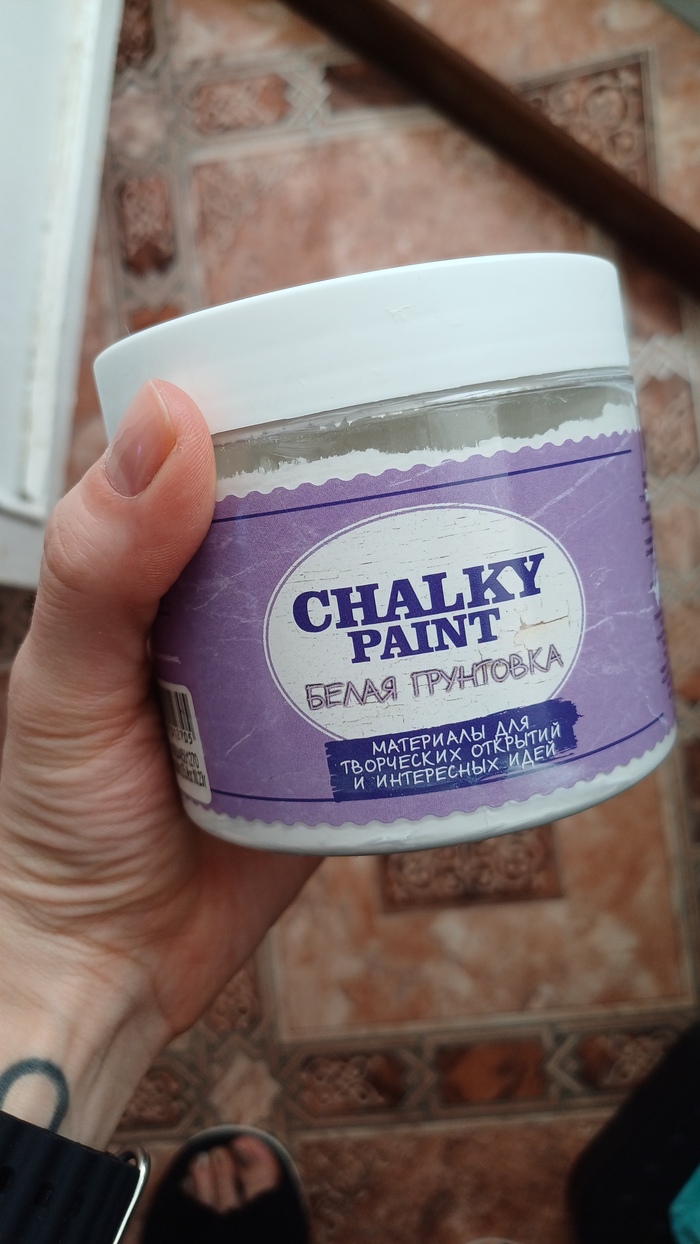 CHALKY
PAINT
БЕЛАЯ ГРУНТОВКА
МАТЕРИАЛЫ ДЛЯ
ТВОРЧЕСКИХ ОТКРЫТИЙ
И ИНТЕРЕСНЫХ ИДЕЙ